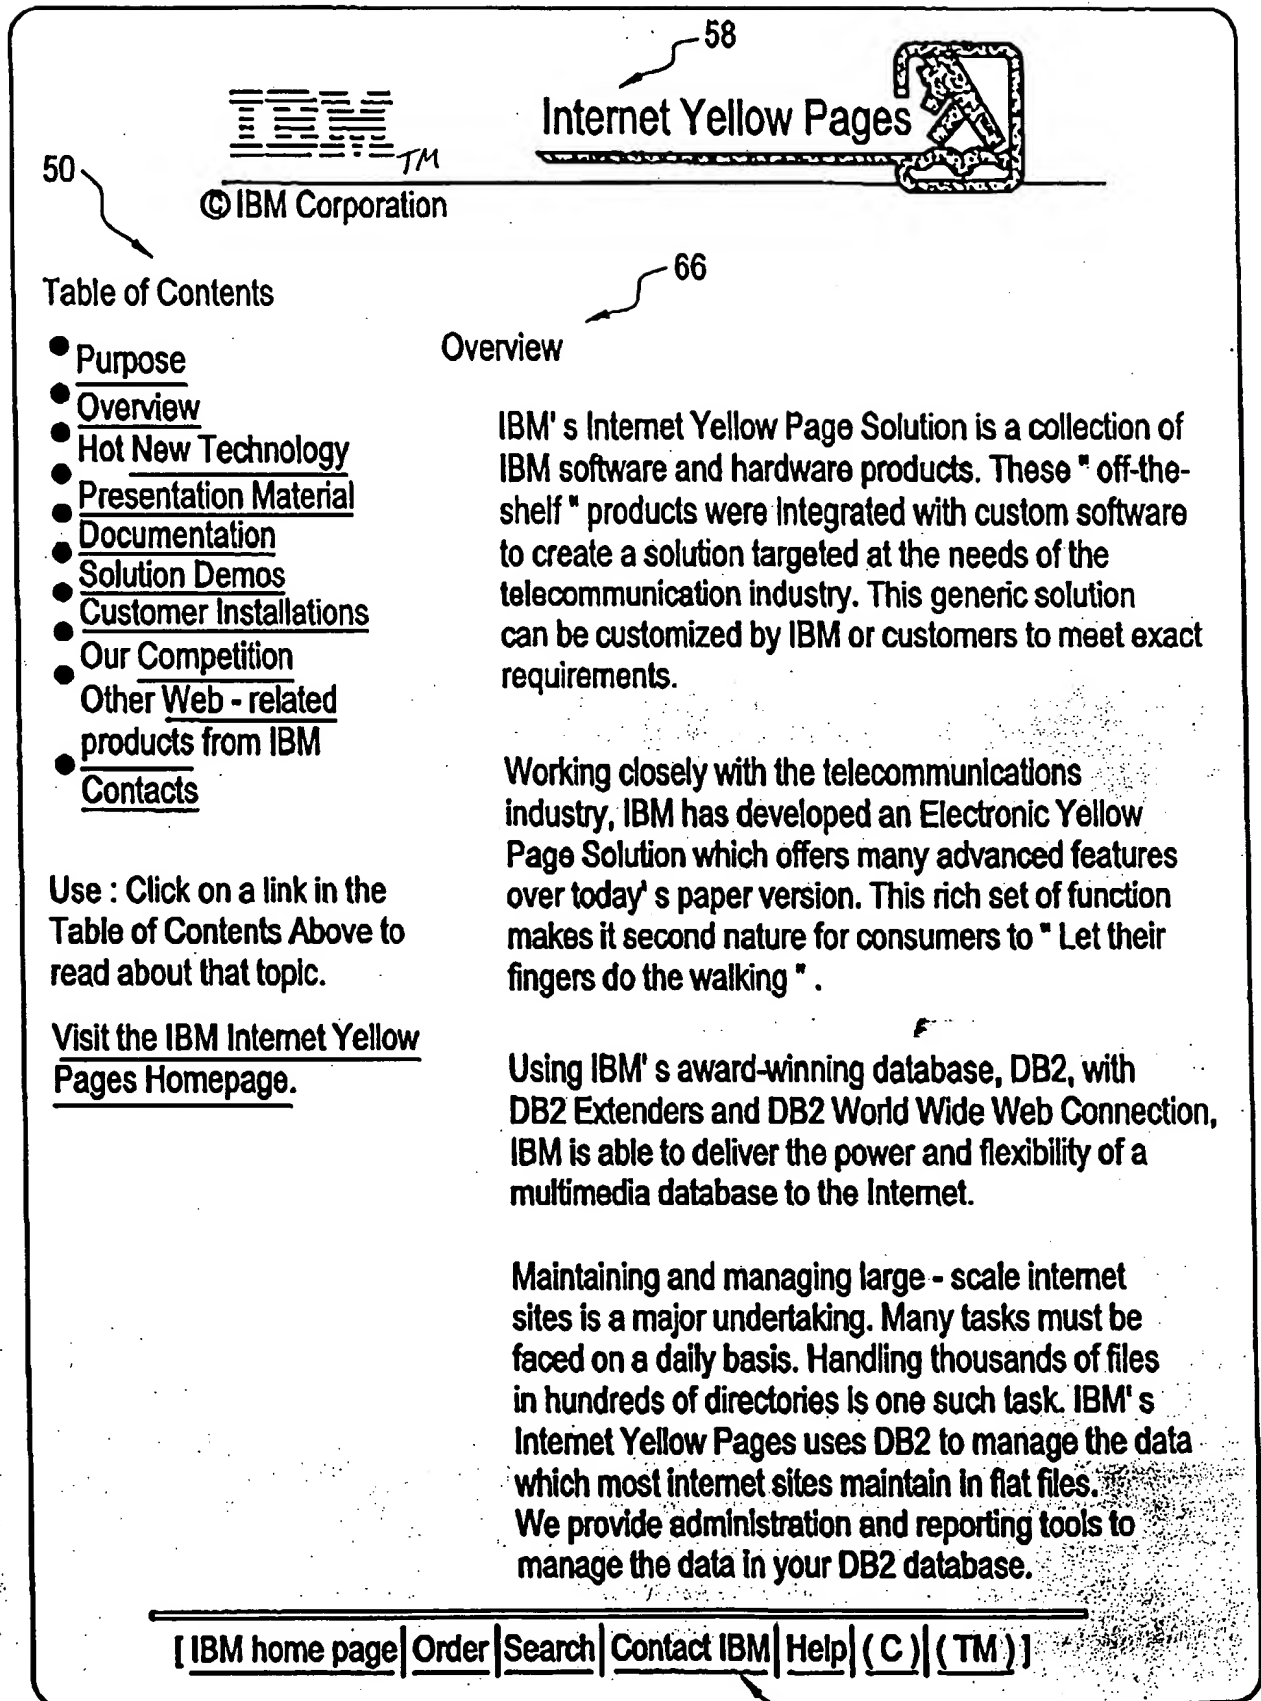 58
IBM TM
Internet Yellow Pages
50
© IBM Corporation
66
Table of Contents
Purpose
Overview
Hot New Technology
Presentation Material
Documentation
Solution Demos
Customer Installations
Our Competition
Other Web - related
products from IBM
Contacts
Use : Click on a link in the
Table of Contents Above to
read about that topic.
Visit the IBM Internet Yellow
Pages Homepage.
Overview
IBM' s Internet Yellow Page Solution is a collection of
IBM software and hardware products. These " off-the-
shelf " products were integrated with custom software
to create a solution targeted at the needs of the
telecommunication industry. This generic solution
can be customized by IBM or customers to meet exact
requirements.
Working closely with the telecommunications
industry, IBM has developed an Electronic Yellow
Page Solution which offers many advanced features
over today' s paper version. This rich set of function
makes it second nature for consumers to " Let their
fingers do the walking " .
Using IBM' s award-winning database, DB2, with
DB2 Extenders and DB2 World Wide Web Connection,
IBM is able to deliver the power and flexibility of a
multimedia database to the Internet.
Maintaining and managing large - scale internet
sites is a major undertaking. Many tasks must be
faced on a daily basis. Handling thousands of files
in hundreds of directories is one such task. IBM' s
Internet Yellow Pages uses DB2 to manage the data
which most internet sites maintain in flat files.
We provide administration and reporting tools to
manage the data in your DB2 database.
[ IBM home page | Order | Search | Contact IBM | Help | ( C ) | ( TM ) ]